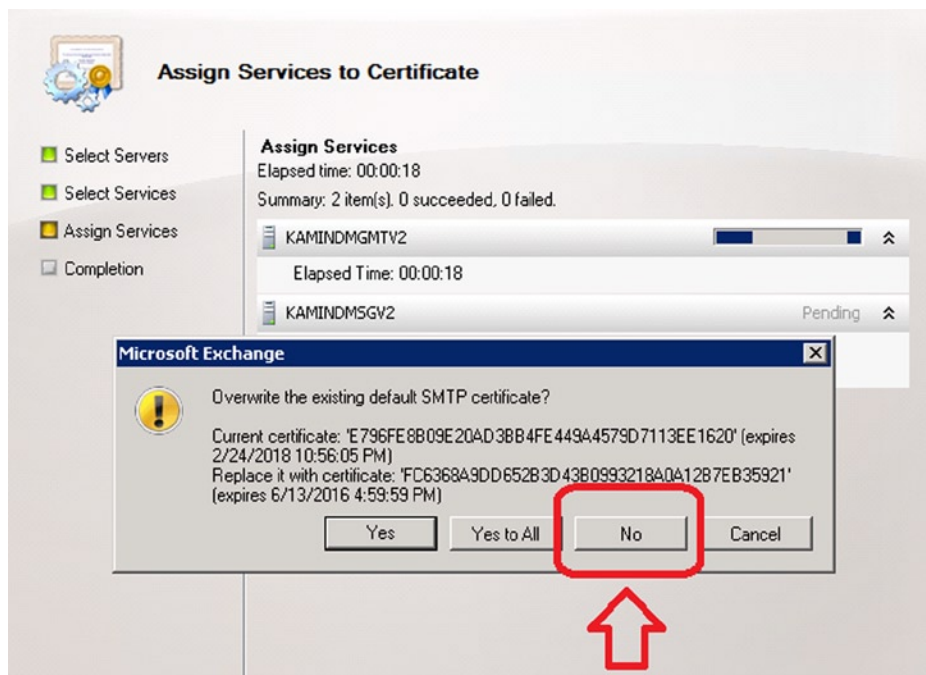 Assign Services to Certificate
Select Servers
Select Services
Assign Services
Completion
Assign Services
Elapsed time: 00:00:18
Summary: 2 item(s). 0 succeeded, 0 failed.
KAMINDMGMTV2
Elapsed Time: 00:00:18
KAMINDMSGV2
Pending
Microsoft Exchange
Overwrite the existing default SMTP certificate?
Current certificate: 'E796FE8B09E20AD3BB4FE449A4579D7113EE1620' (expires
2/24/2018 10:56:05 PM)
Replace it with certificate: 'FC6368A9DD652B3D43B0993218A0A12B7EB35921'
(expires 6/13/2016 4:59:59 PM)
Yes
Yes to All
No
Cancel